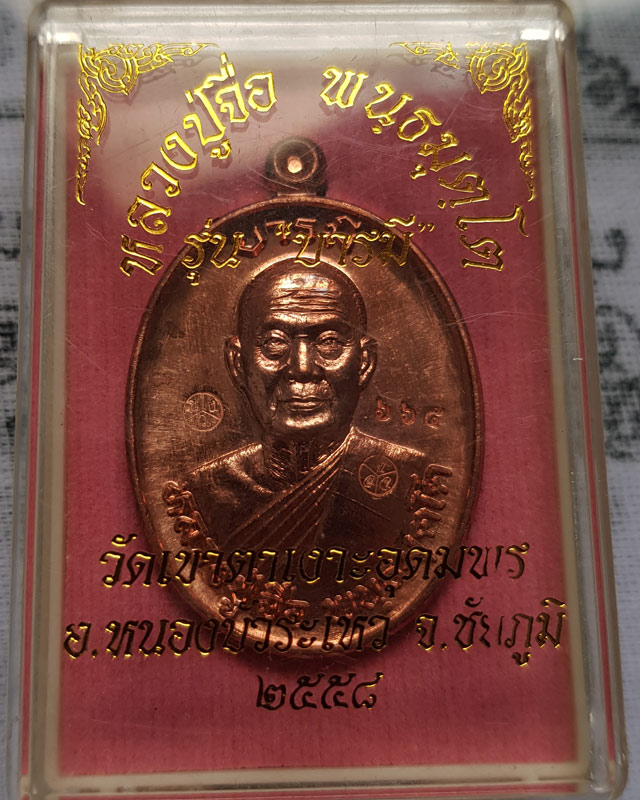 หลวงปู่จื่อ พนฺธมุตฺโต
รุ่น "บารมี"
๖๖๔
วัดเขาตาเงาะอุดมพร
อ.หนองบัวระเหว จ.ชัยภูมิ
๒๕๕๘